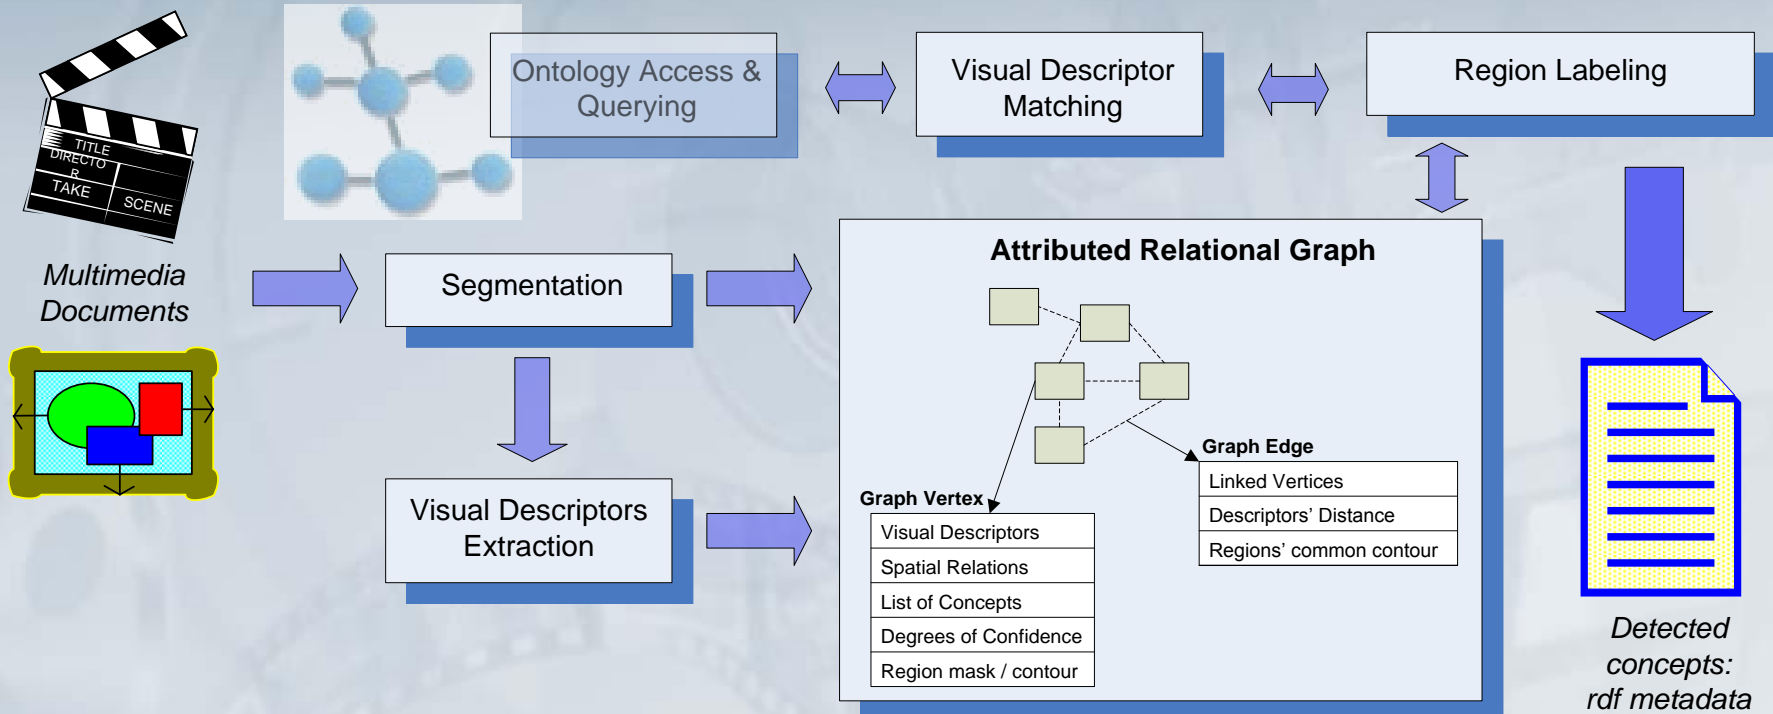 TITLE
DIRECTO
R
TAKE
SCENE
Multimedia
Documents
Ontology Access &
Querying
Visual Descriptor
Matching
Region Labeling
Segmentation
Visual Descriptors
Extraction
Attributed Relational Graph
Graph Vertex
Visual Descriptors
Spatial Relations
List of Concepts
Degrees of Confidence
Region mask / contour
Graph Edge
Linked Vertices
Descriptors’ Distance
Regions’ common contour
Detected
concepts:
rdf metadata